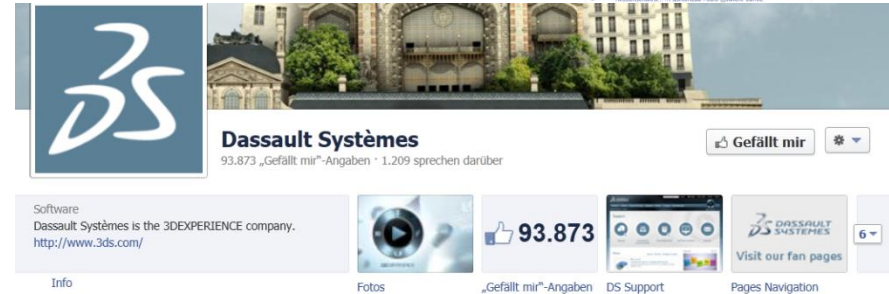 3DS
Dassault Systèmes
93.873 „Gefällt mir"-Angaben · 1.209 sprechen darüber
Gefällt mir
Software
Dassault Systèmes is the 3DEXPERIENCE company.
http://www.3ds.com/
Info
93.873
3DS DASSAULT
SYSTEMES
Visit our fan pages
6
Fotos
„Gefällt mir"-Angaben
DS Support
Pages Navigation